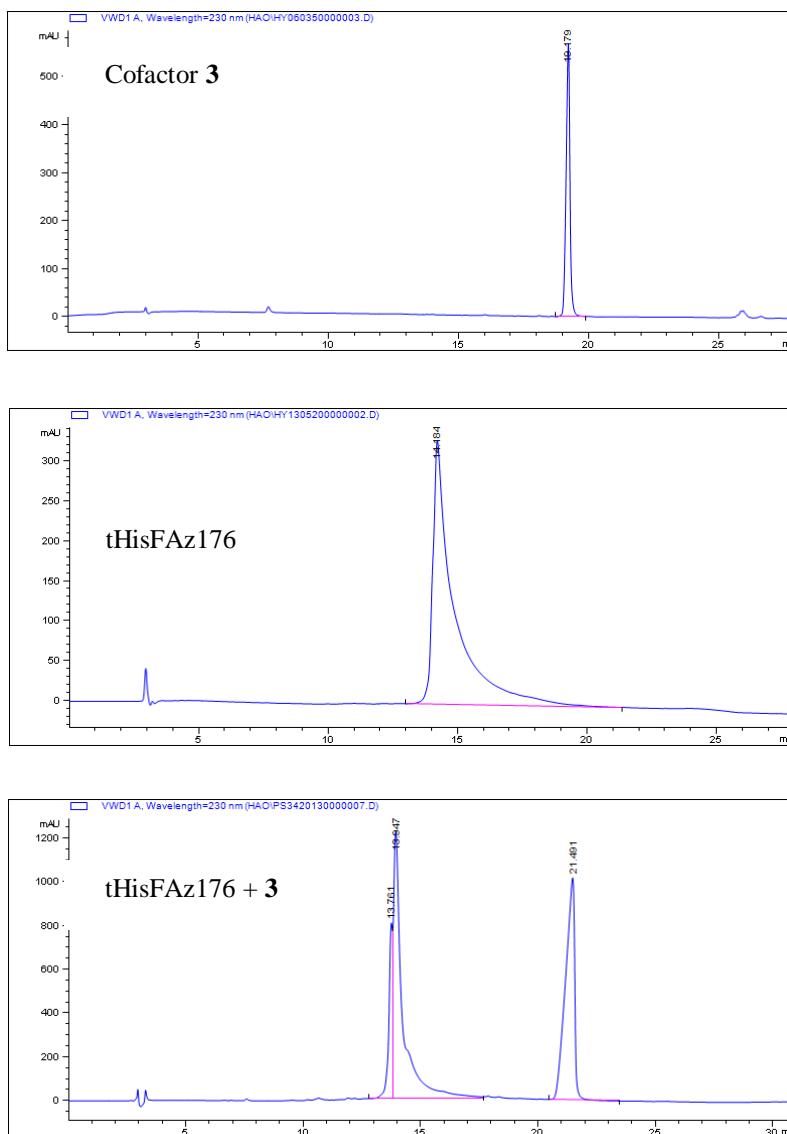 VWD1 A, Wavelength=230 nm (HAO\HY060350000003.D)
mAU
Cofactor 3
19.179
500
400
300
200
100
0
5 10 15 20 25 m
VWD1 A, Wavelength=230 nm (HAO\HY1305200000002.D)
mAU
tHisFAz176
14.184
300
250
200
150
100
50
0
5 10 15 20 25 m
VWD1 A, Wavelength=230 nm (HAO\PS3420130000007.D)
mAU
tHisFAz176 + 3
13.761
13.947
21.491
1200
1000
800
600
400
200
0
5 10 15 20 25 30 m